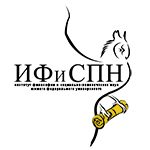 ИФиСПН
институт философии и социально-политических наук
южного федерального университета